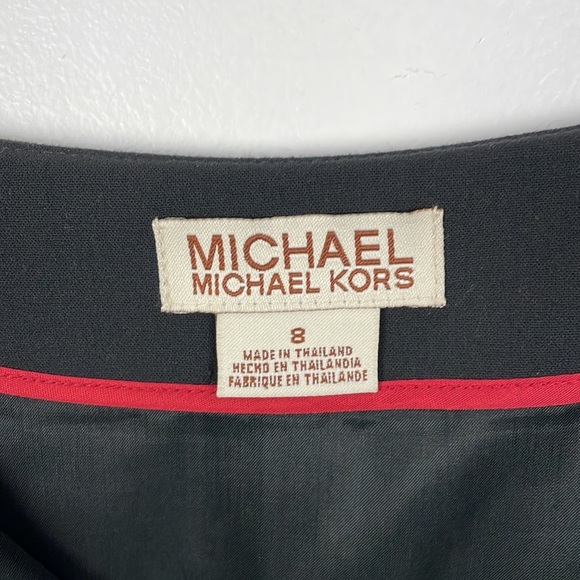 MICHAEL
MICHAEL KORS
8
MADE IN THAILAND
HECHO EN THAILANDIA
FABRIQUE EN THAILANDE